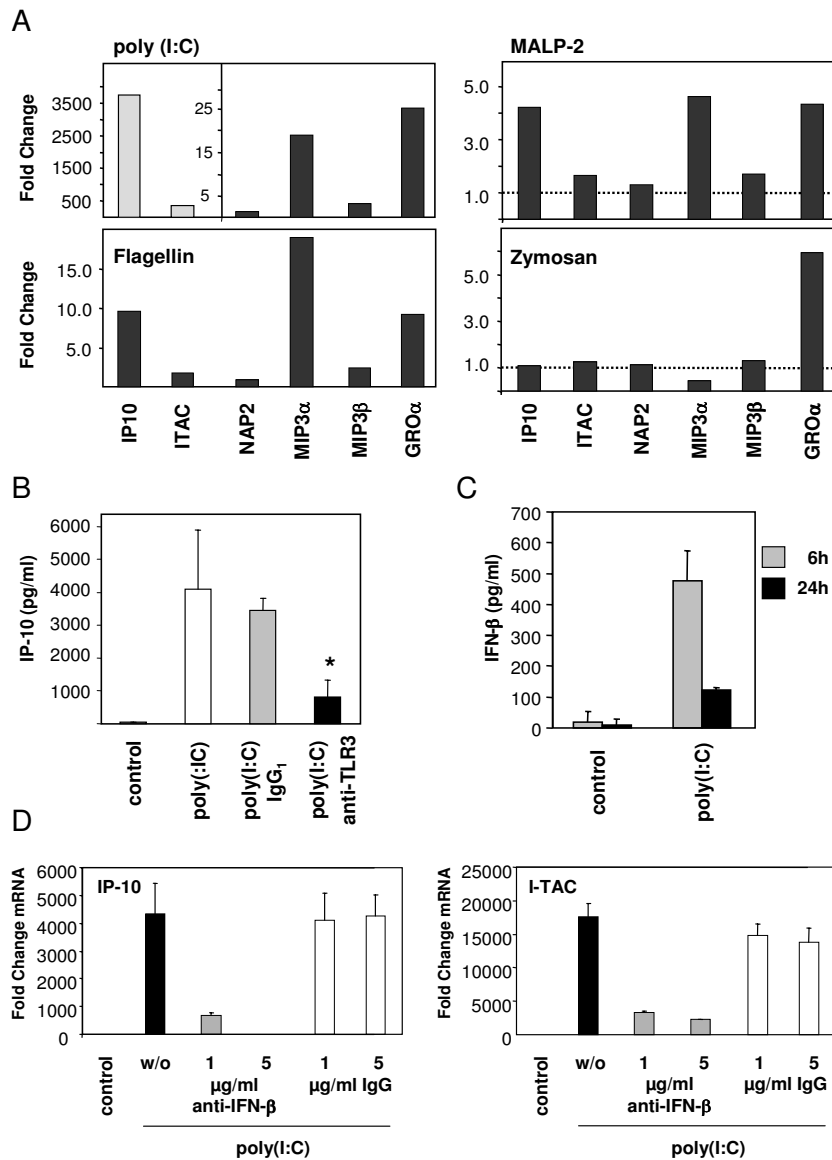 A
poly (I:C)
Fold Change
3500
2500
1500
500
25
15
5
MALP-2
5.0
3.0
1.0
Flagellin
Fold Change
15.0
10.0
5.0
Zymosan
5.0
3.0
1.0
IP10
ITAC
NAP2
MIP3α
MIP3β
GROα
IP10
ITAC
NAP2
MIP3α
MIP3β
GROα
B
IP-10 (pg/ml)
6000
5000
4000
3000
2000
1000
*
control
poly(:IC)
poly(I:C)
IgG1
poly(I:C)
anti-TLR3
C
IFN-β (pg/ml)
700
600
500
400
300
200
100
0
control
poly(I:C)
6h
24h
D
Fold Change mRNA
6000
5000
4000
3000
2000
1000
0
IP-10
control
w/o
1
5
1
5
µg/ml
anti-IFN-β
µg/ml IgG
poly(I:C)
Fold Change mRNA
25000
20000
15000
10000
5000
0
I-TAC
control
w/o
1
5
1
5
µg/ml
anti-IFN-β
µg/ml IgG
poly(I:C)